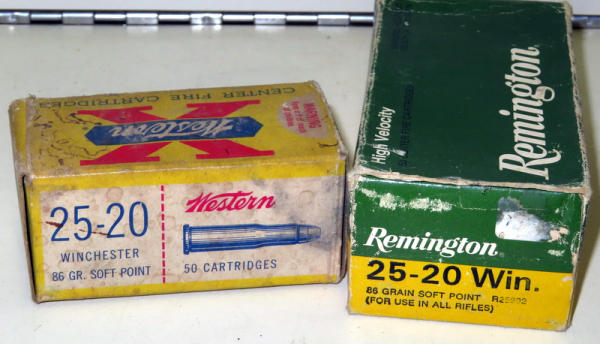 CENTER FIRE CARTRIDGES
X
Western
WARNING
25-20
WINCHESTER
86 GR. SOFT POINT
Western
50 CARTRIDGES
Remington
High Velocity
Remington
25-20 Win.
86 GRAIN SOFT POINT
(FOR USE IN ALL RIFLES)